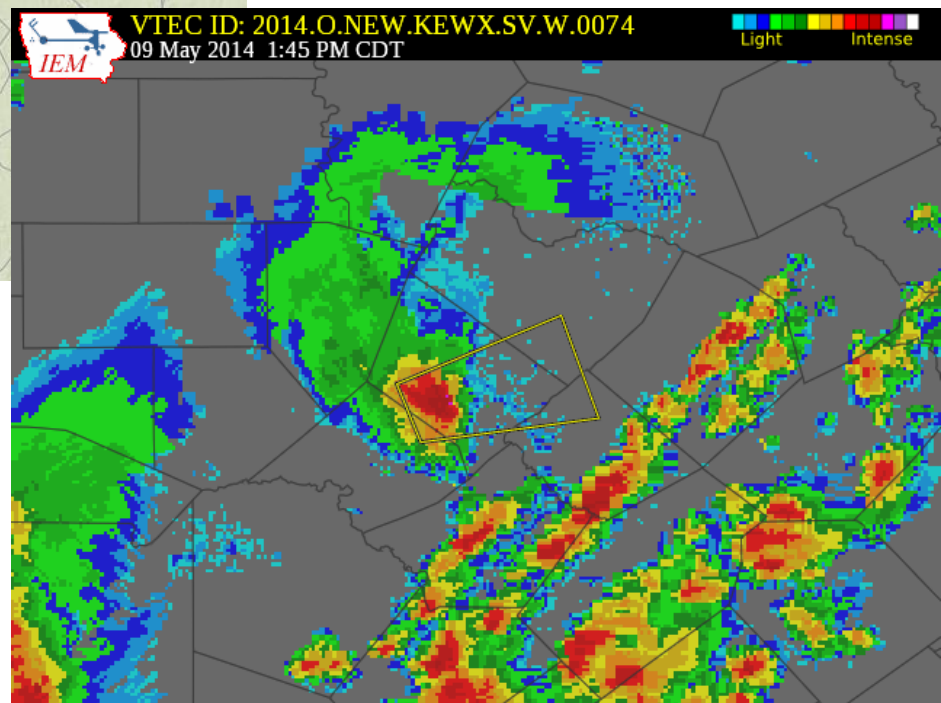 VTEC ID: 2014.O.NEW.KEWX.SV.W.0074
09 May 2014  1:45 PM CDT
IEM
Light
Intense